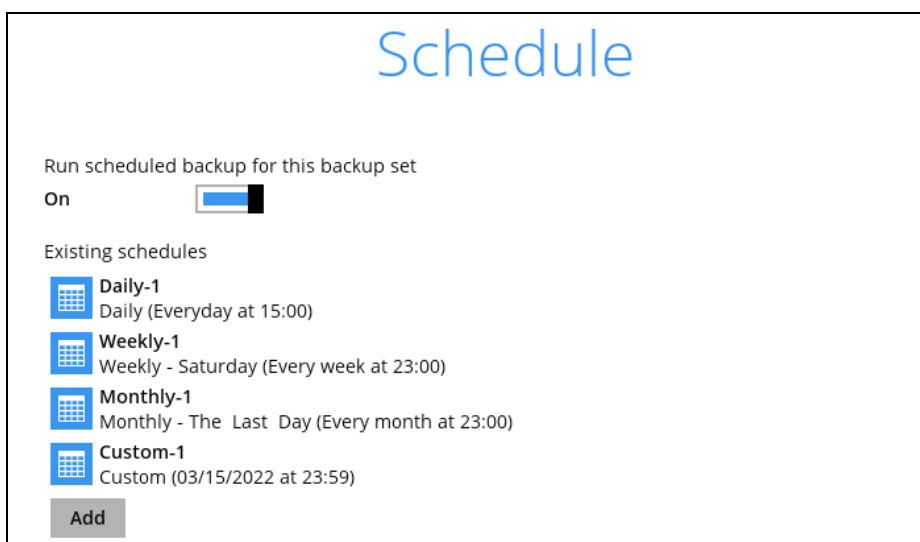 Schedule
Run scheduled backup for this backup set
On
Existing schedules
Daily-1
Daily (Everyday at 15:00)
Weekly-1
Weekly - Saturday (Every week at 23:00)
Monthly-1
Monthly - The Last Day (Every month at 23:00)
Custom-1
Custom (03/15/2022 at 23:59)
Add